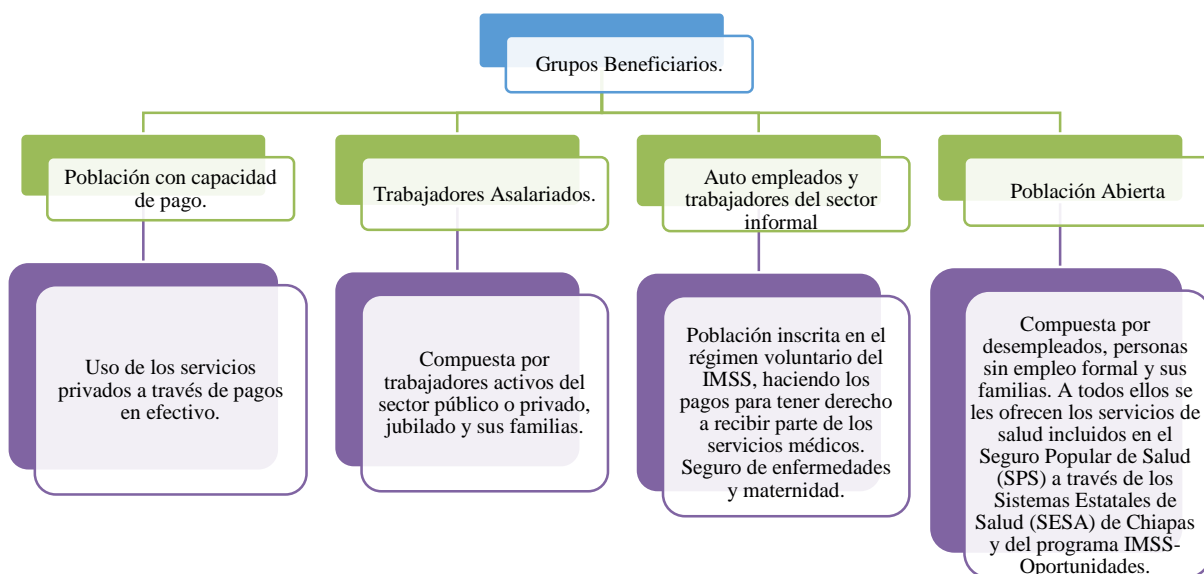 Grupos Beneficiarios.
Población con capacidad
de pago.
Trabajadores Asalariados.
Auto empleados y
trabajadores del sector
informal
Población Abierta
Uso de los servicios
privados a través de pagos
en efectivo.
Compuesta por
trabajadores activos del
sector público o privado,
jubilado y sus familias.
Población inscrita en el
régimen voluntario del
IMSS, haciendo los
pagos para tener derecho
a recibir parte de los
servicios médicos.
Seguro de enfermedades
y maternidad.
Compuesta por
desempleados, personas
sin empleo formal y sus
familias. A todos ellos se
les ofrecen los servicios de
salud incluidos en el
Seguro Popular de Salud
(SPS) a través de los
Sistemas Estatales de
Salud (SESA) de Chiapas
y del programa IMSS-
Oportunidades.